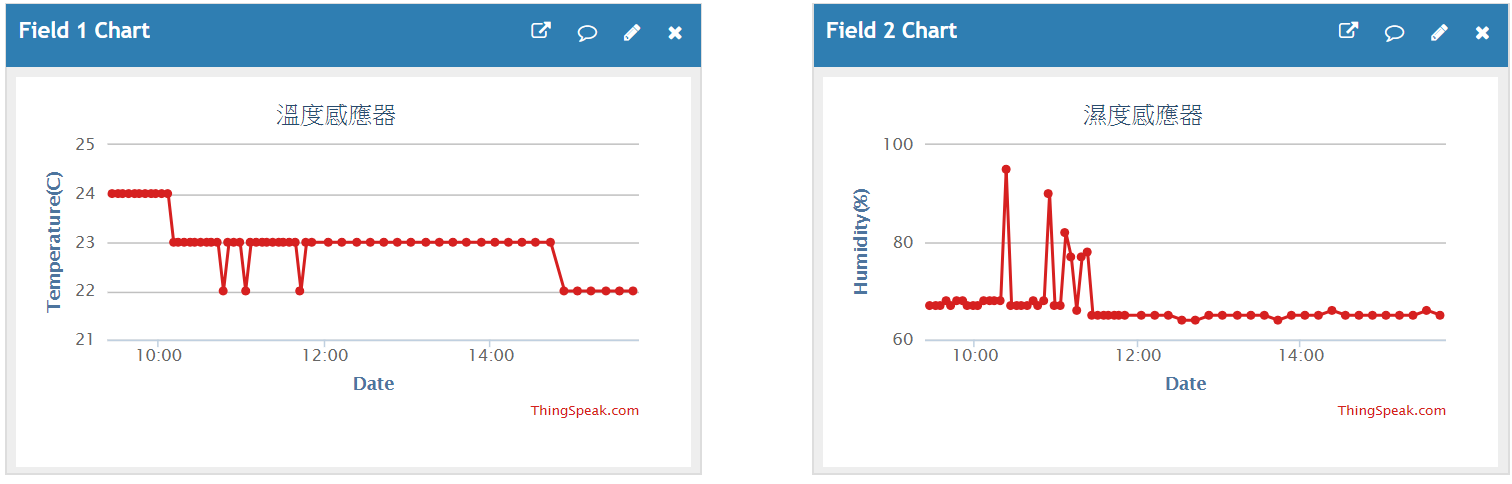 Field 1 Chart
溫度感應器
25
24
23
22
21
Temperature(C)
10:00 12:00 14:00
Date
ThingSpeak.com
Field 2 Chart
濕度感應器
100
80
60
Humidity(%)
10:00 12:00 14:00
Date
ThingSpeak.com